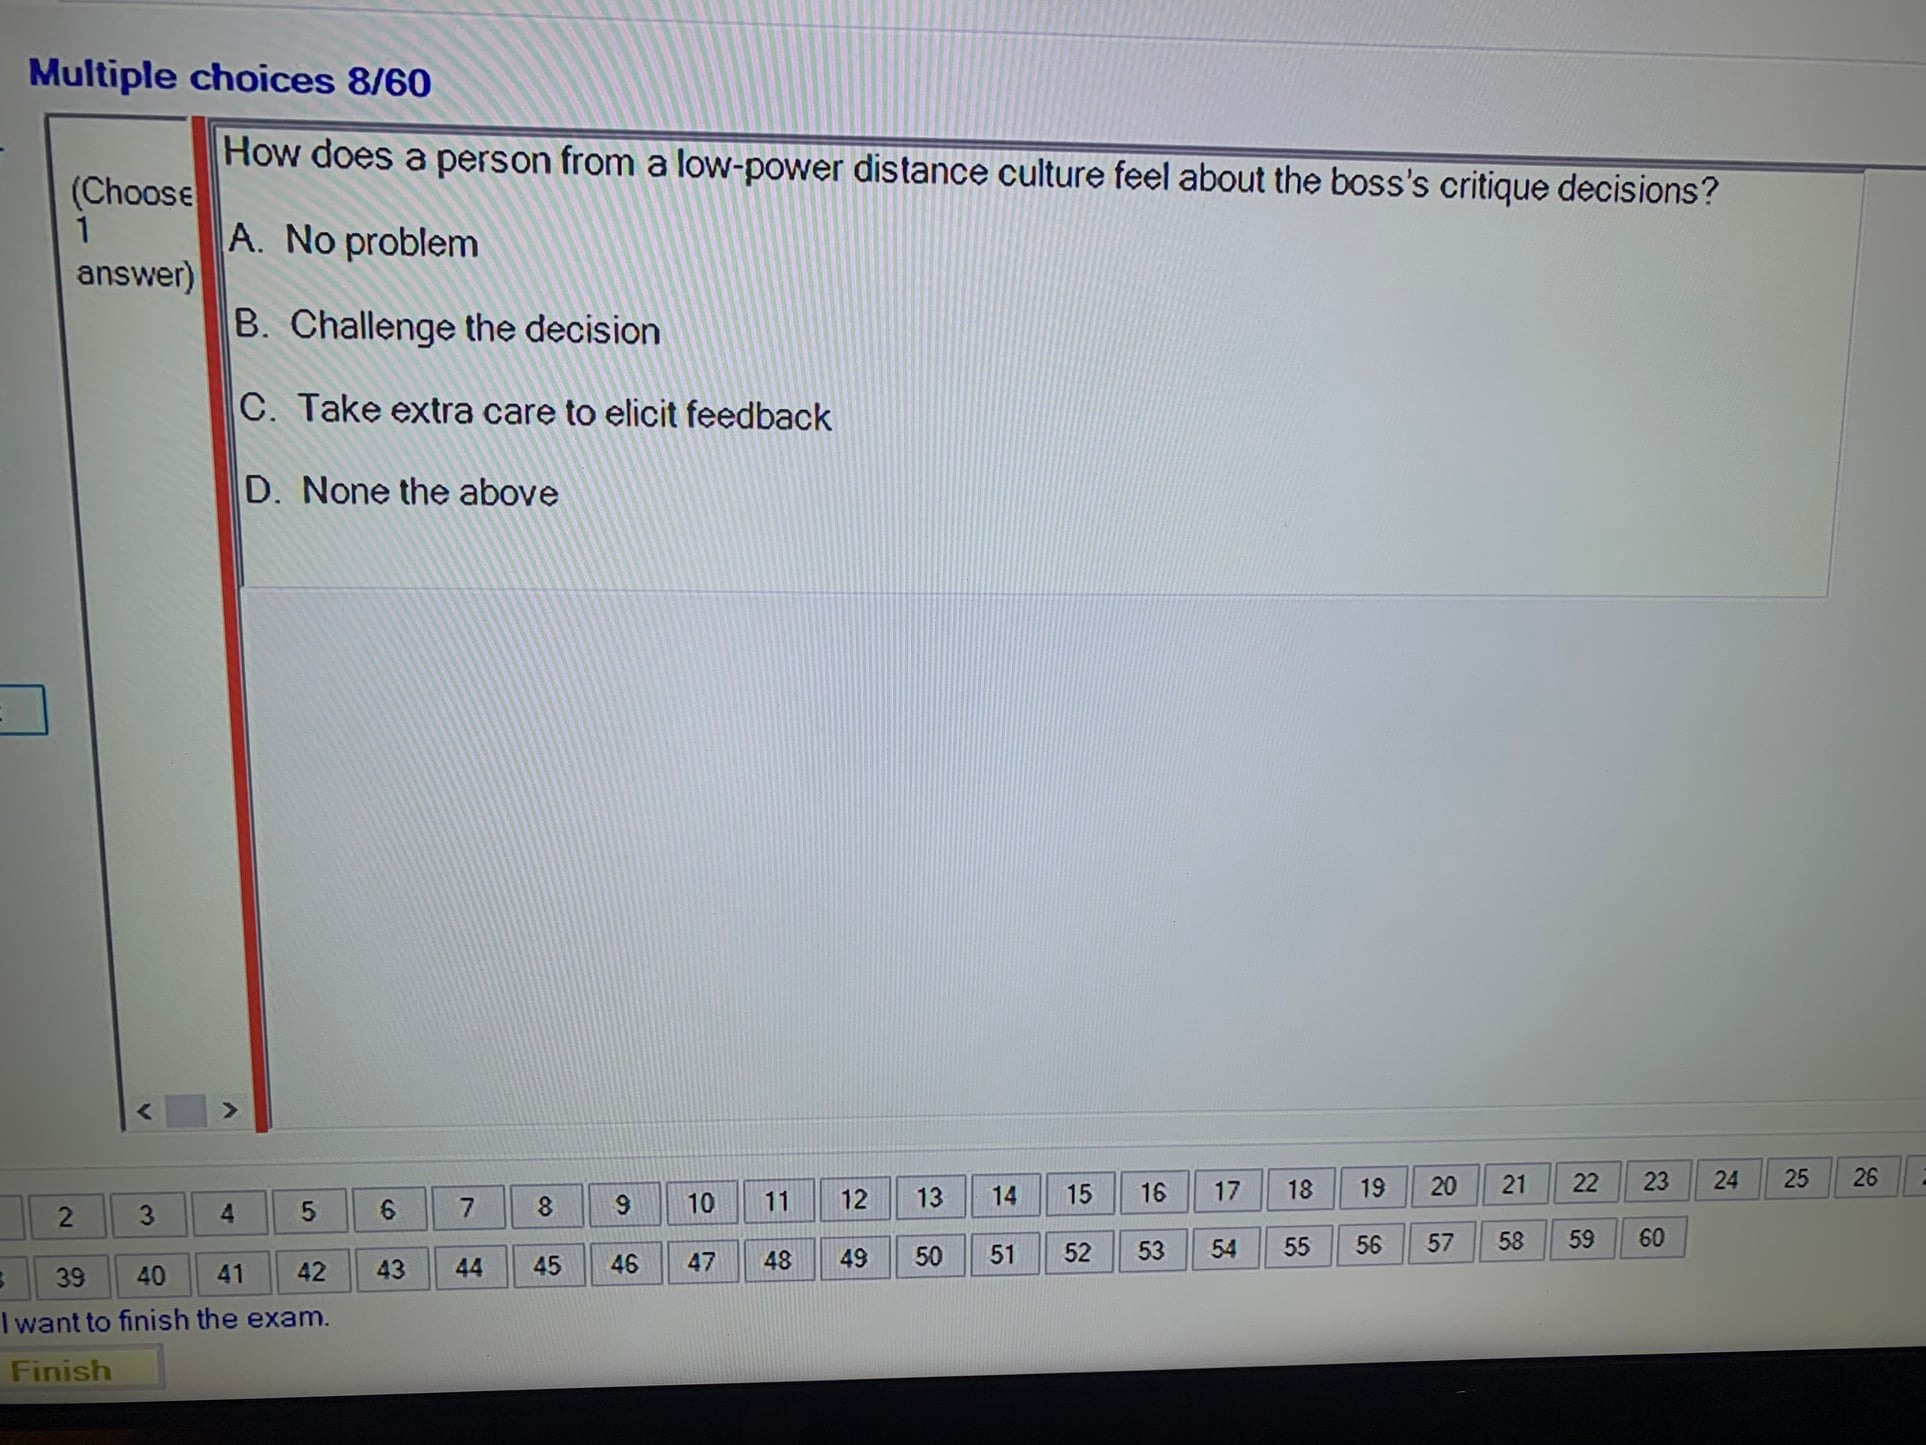 Multiple choices 8/60
(Choose
1
answer)
How does a person from a low-power distance culture feel about the boss's critique decisions?
A. No problem
B. Challenge the decision
C. Take extra care to elicit feedback
D. None the above
< >
2 3 4 5 6 7 8 9 10 11 12 13 14 15 16 17 18 19 20 21 22 23 24 25 26
39 40 41 42 43 44 45 46 47 48 49 50 51 52 53 54 55 56 57 58 59 60
I want to finish the exam.
Finish